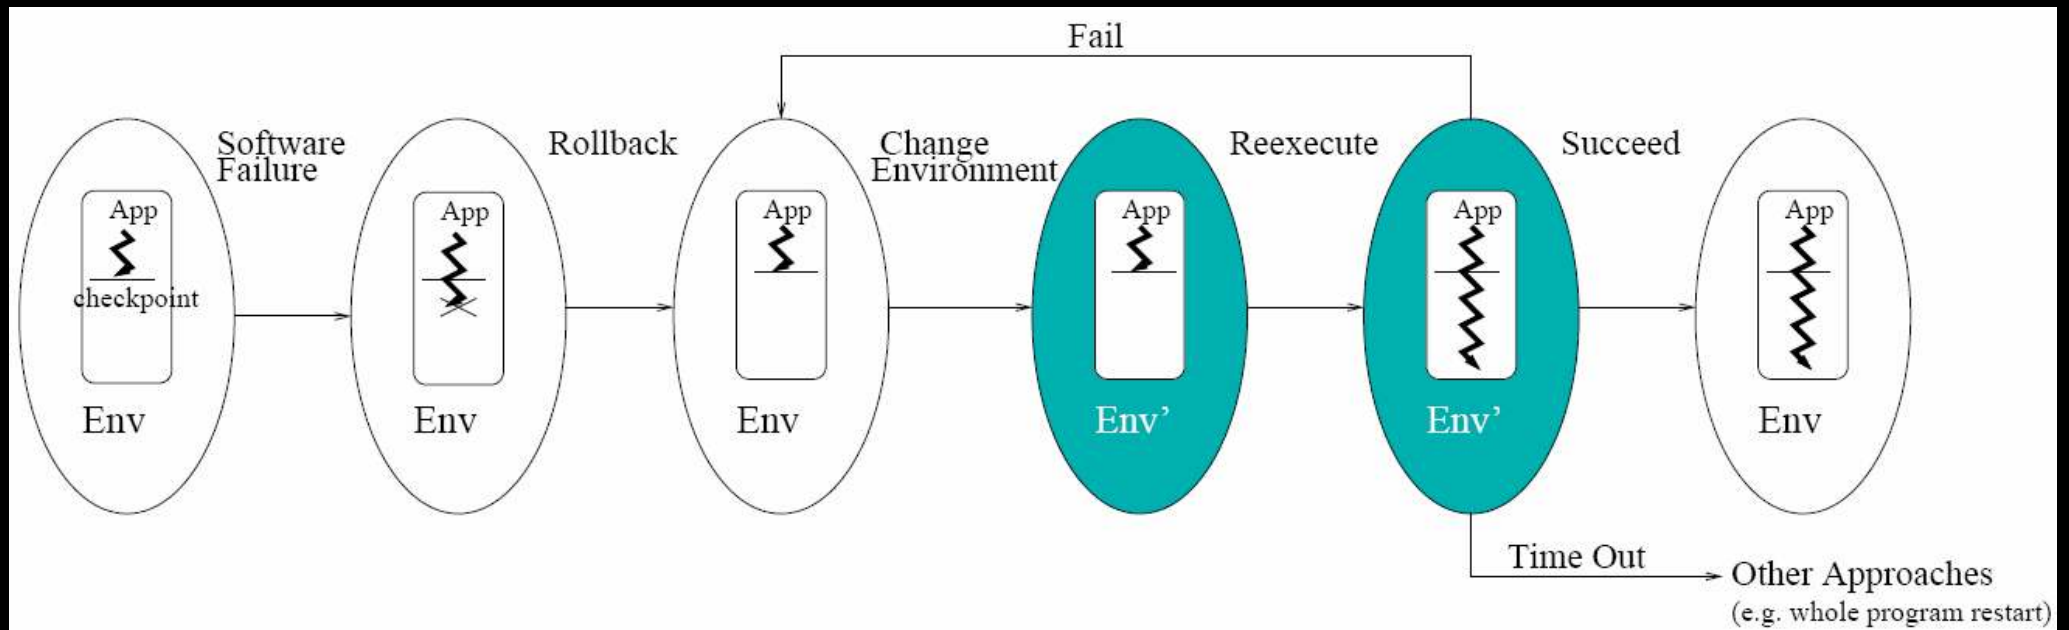 Fail
Software
Failure
Rollback
Change
Environment
Reexecute
Succeed
App
App
App
App
App
App
checkpoint
Env
Env
Env
Env’
Env’
Env
Time Out
Other Approaches
(e.g. whole program restart)